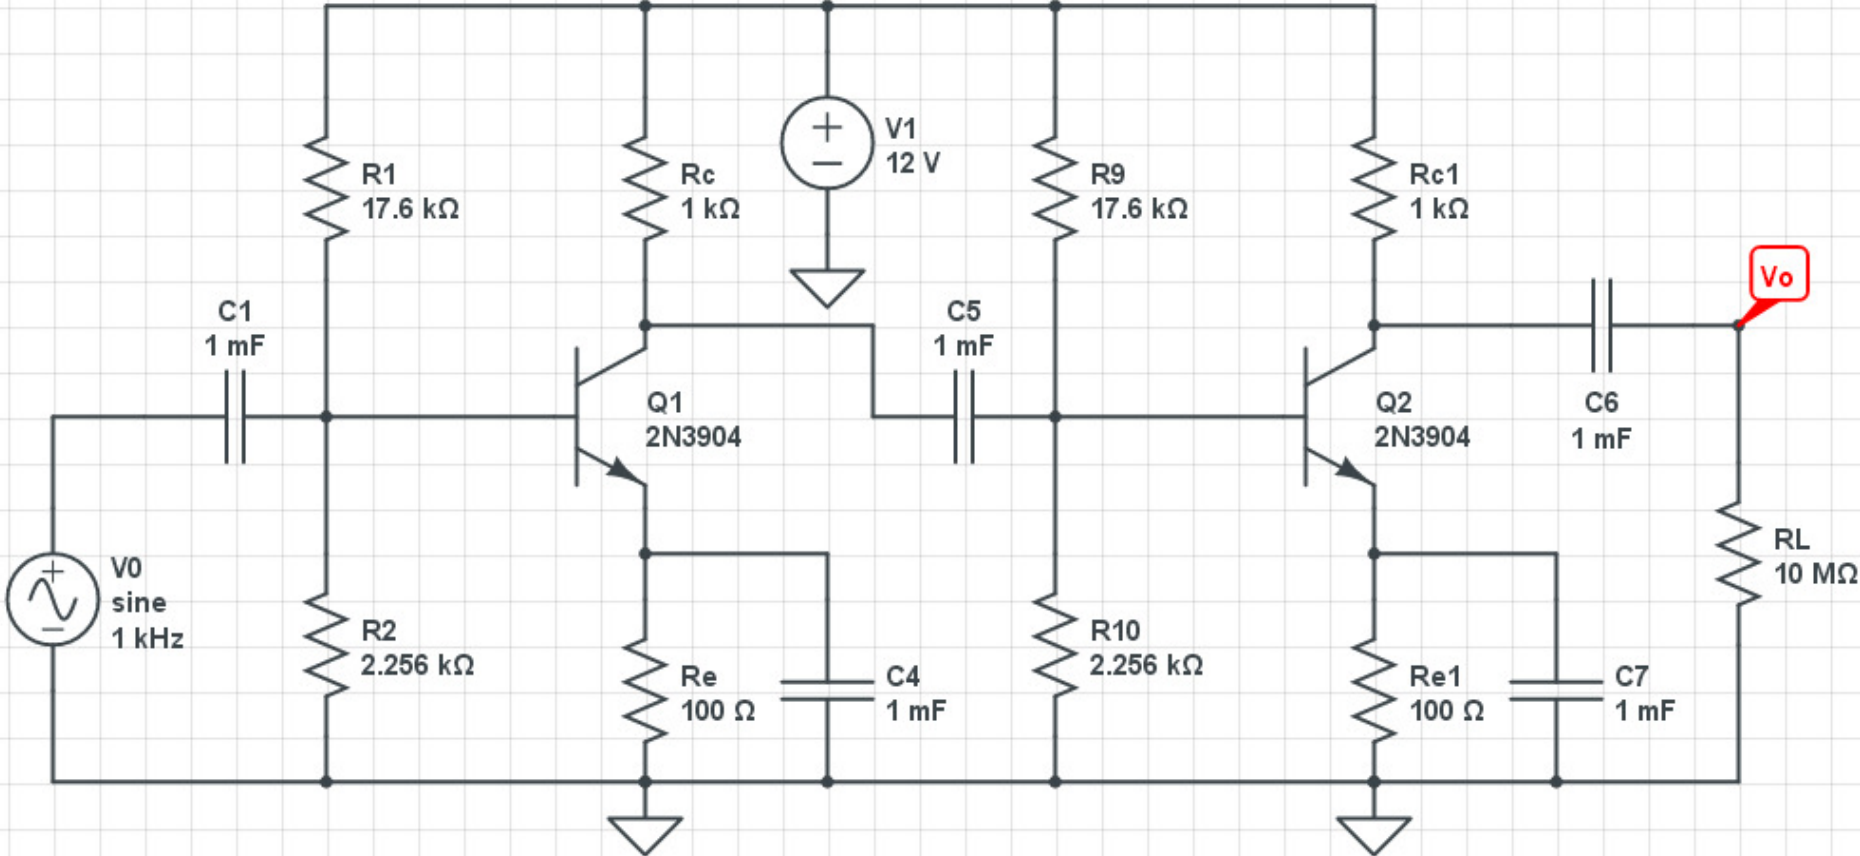 V1
12 V
R1
17.6 kΩ
Rc
1 kΩ
R9
17.6 kΩ
Rc1
1 kΩ
Vo
C1
1 mF
C5
1 mF
Q1
2N3904
Q2
2N3904
C6
1 mF
V0
sine
1 kHz
RL
10 MΩ
R2
2.256 kΩ
Re
100 Ω
C4
1 mF
R10
2.256 kΩ
Re1
100 Ω
C7
1 mF